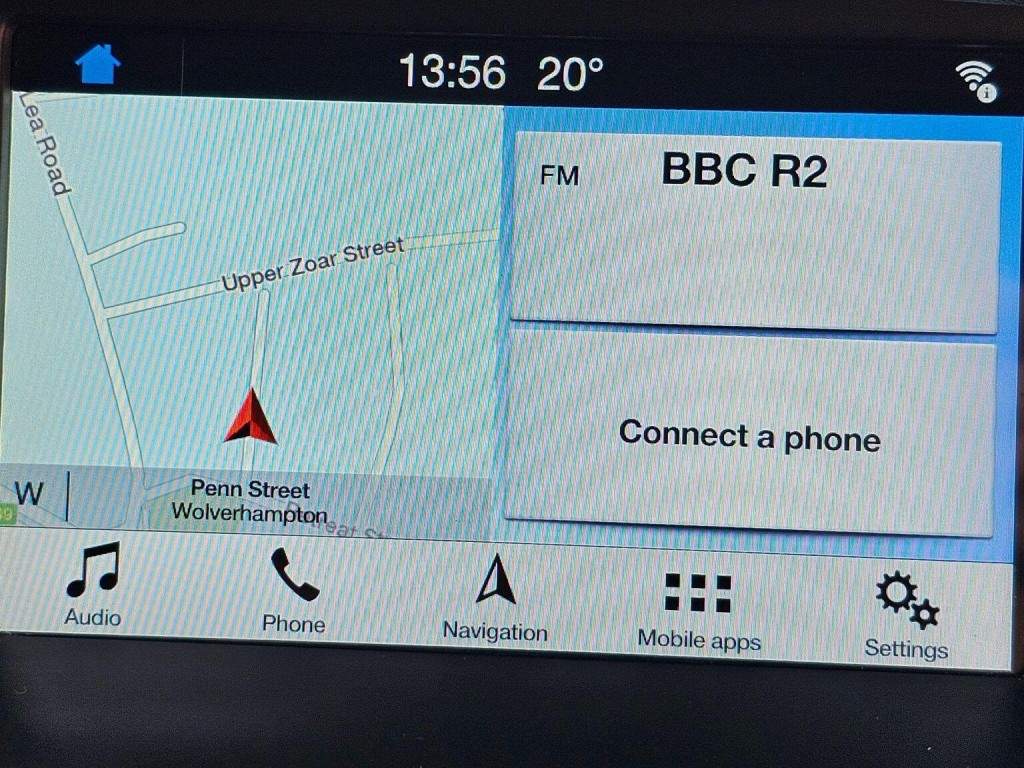 13:56 20°
Lea Road
Upper Zoar Street
FM BBC R2
Connect a phone
W
Penn Street
Wolverhampton
Audio
Phone
Navigation
Mobile apps
Settings